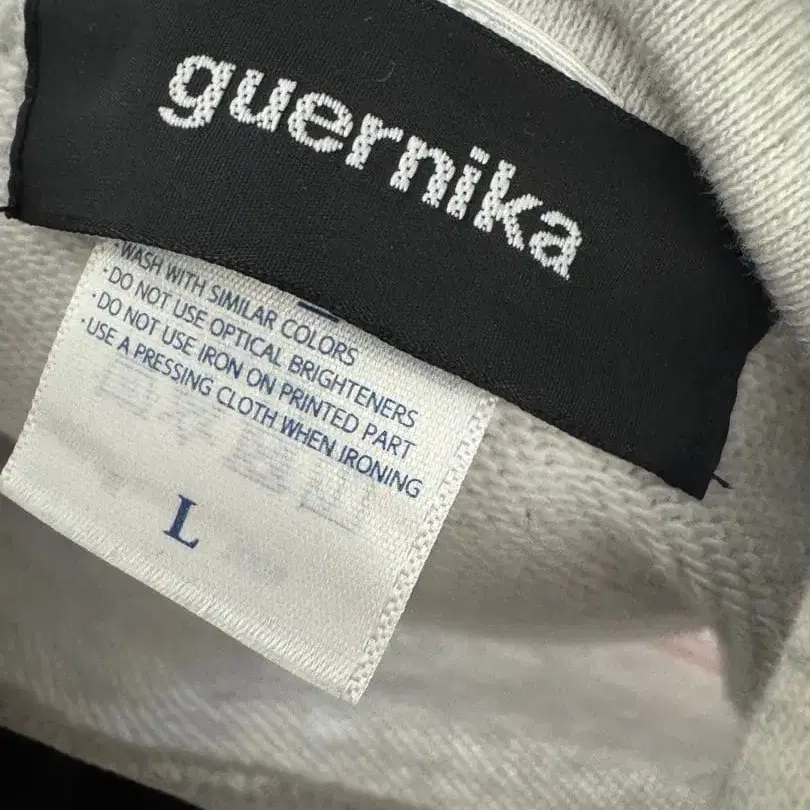 guernika
·WASH WITH SIMILAR COLORS
·DO NOT USE OPTICAL BRIGHTENERS
·DO NOT USE IRON ON PRINTED PART
·USE A PRESSING CLOTH WHEN IRONING
L